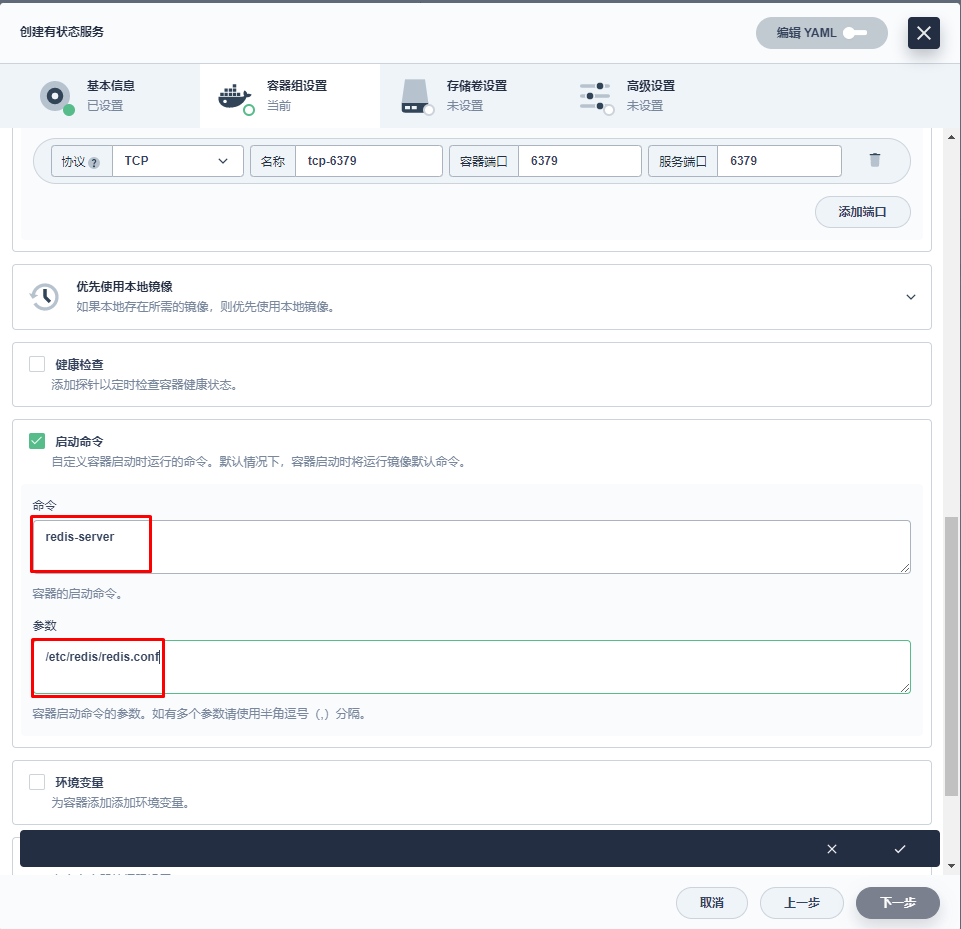 创建有状态服务
编辑 YAML
基本信息
已设置
容器组设置
当前
存储卷设置
未设置
高级设置
未设置
协议 ? TCP 名称 tcp-6379 容器端口 6379 服务端口 6379
添加端口
优先使用本地镜像
如果本地存在所需的镜像，则优先使用本地镜像。
健康检查
添加探针以定时检查容器健康状态。
启动命令
自定义容器启动时运行的命令。默认情况下，容器启动时将运行镜像默认命令。
命令
redis-server
容器的启动命令。
参数
/etc/redis/redis.conf
容器启动命令的参数。如有多个参数请使用半角逗号（,）分隔。
环境变量
为容器添加添加环境变量。
取消 上一步 下一步